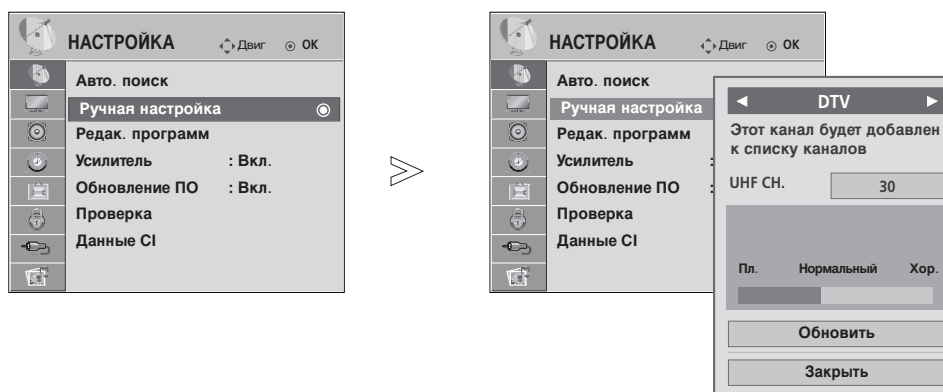 НАСТРОЙКА Двиг ОК
Авто. поиск
Ручная настройка
Редак. программ
Усилитель : Вкл.
Обновление ПО : Вкл.
Проверка
Данные CI
НАСТРОЙКА Двиг ОК
Авто. поиск
Ручная настройка
Редак. программ
Усилитель :
Обновление ПО :
Проверка
Данные CI
DTV
Этот канал будет добавлен
к списку каналов
UHF CH. 30
Пл. Нормальный Хор.
Обновить
Закрыть